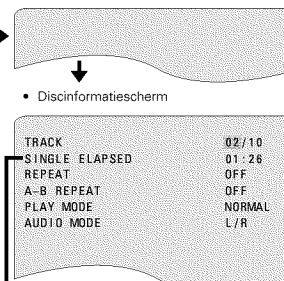 • Discinformatiescherm
TRACK 02/10
SINGLE ELAPSED 01:26
REPEAT OFF
A-B REPEAT OFF
PLAY MODE NORMAL
AUDIO MODE L/R